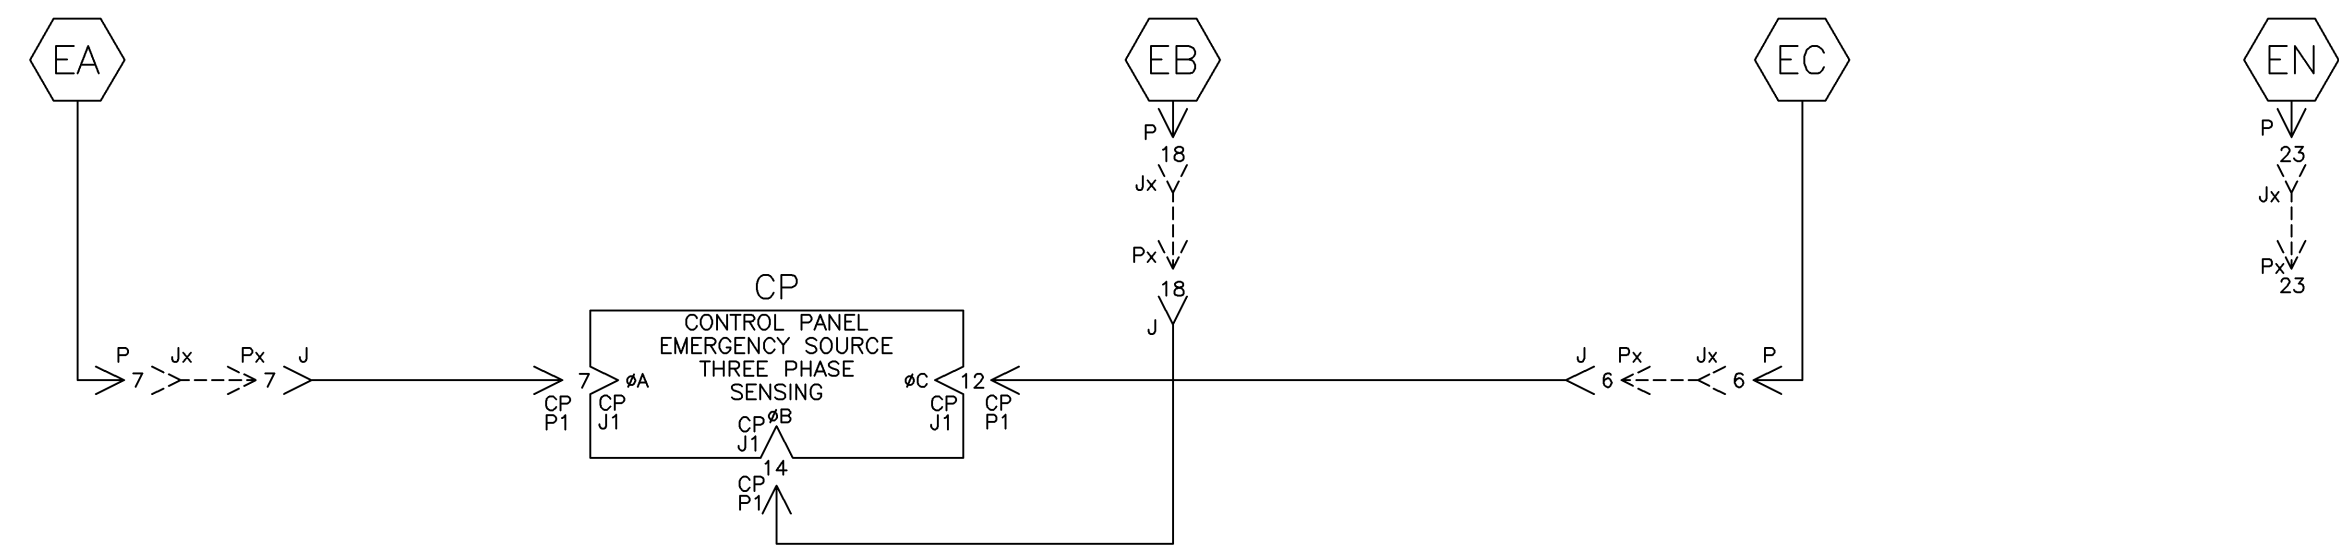 EA
EB
EC
EN
P
18
Jx
Px
18
J
P
23
Jx
Px
23
CP
CONTROL PANEL
EMERGENCY SOURCE
THREE PHASE
SENSING
P 7 Jx Px 7 J
7 øA
CP P1
CP J1
øC 12
CP J1
CP P1
J 6 Px Jx 6 P
øB
CP J1
14
CP P1